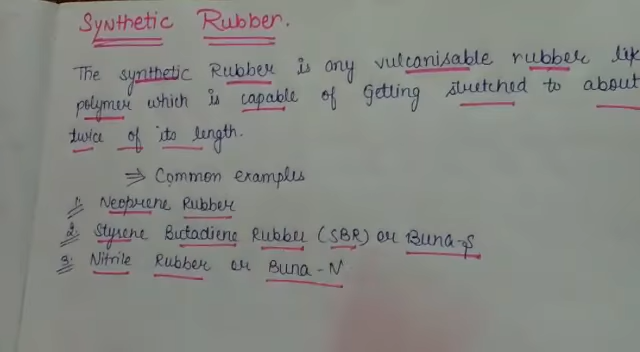 Synthetic Rubber.
The synthetic Rubber is any vulcanisable rubber lik
polymer which is capable of Getting stretched to about
twice of its length.
⇒ Common examples
1. Neoprene Rubber
2. Styrene Butadiene Rubber (SBR) or Buna-S
3. Nitrile Rubber or Buna-N